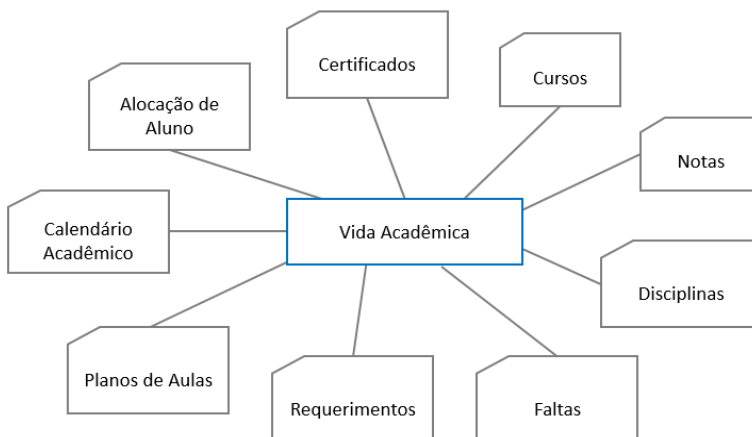 Certificados
Cursos
Alocação de
Aluno
Notas
Calendário
Acadêmico
Vida Acadêmica
Disciplinas
Planos de Aulas
Requerimentos
Faltas